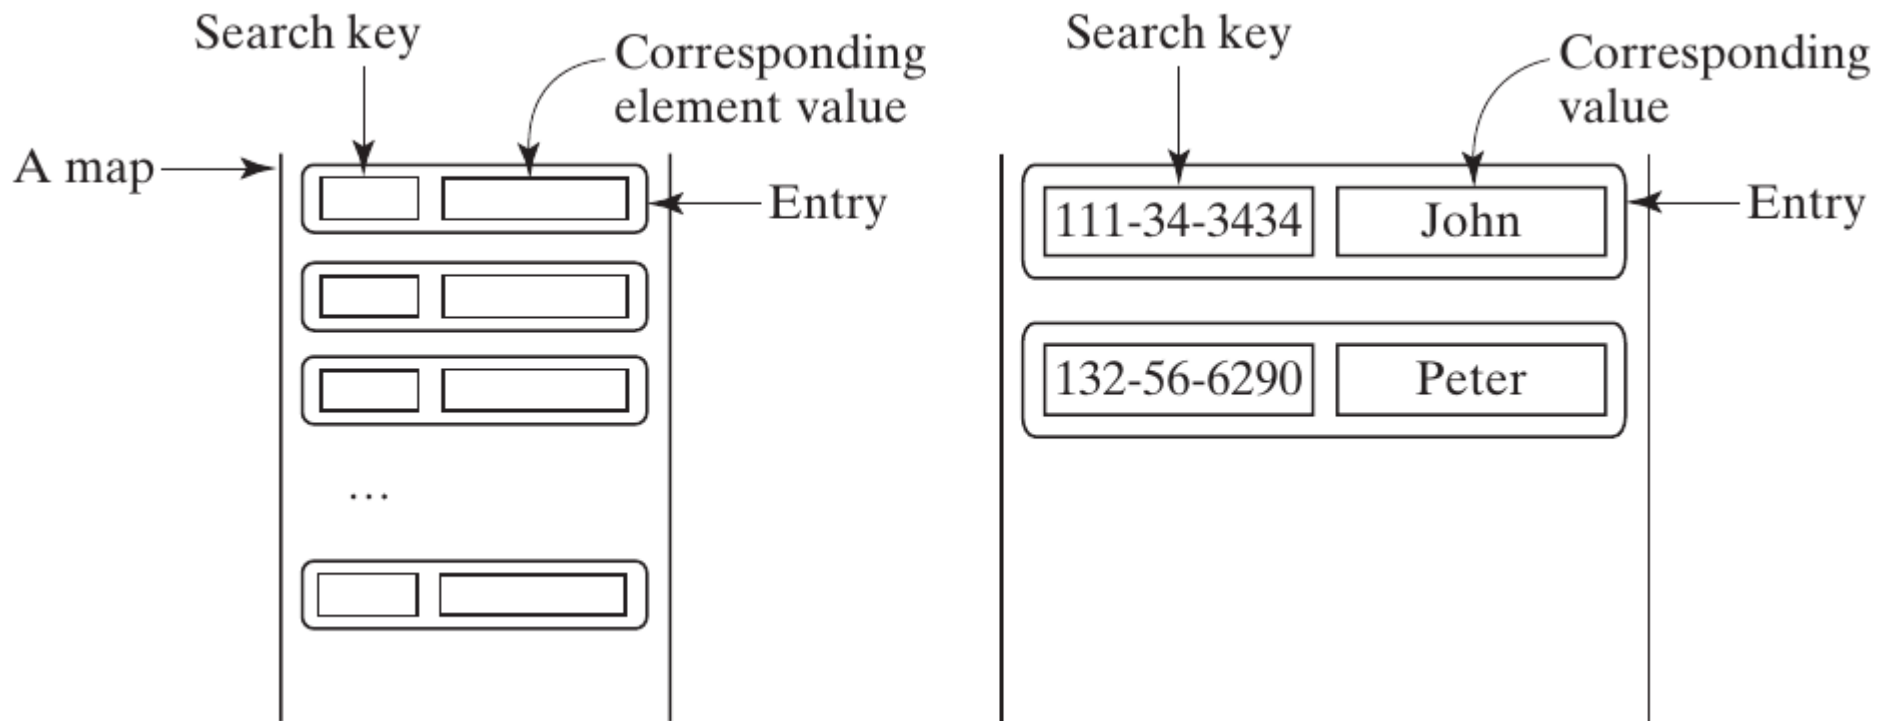 Search key
Corresponding
element value
A map
Entry
...
Search key
Corresponding
value
111-34-3434
John
Entry
132-56-6290
Peter